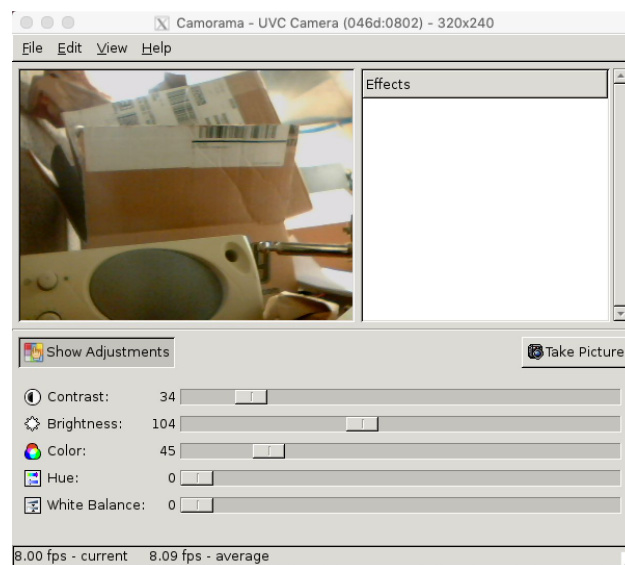 Camorama - UVC Camera (046d:0802) - 320x240
File Edit View Help
Effects
Show Adjustments
Take Picture
Contrast: 34
Brightness: 104
Color: 45
Hue: 0
White Balance: 0
8.00 fps - current 8.09 fps - average